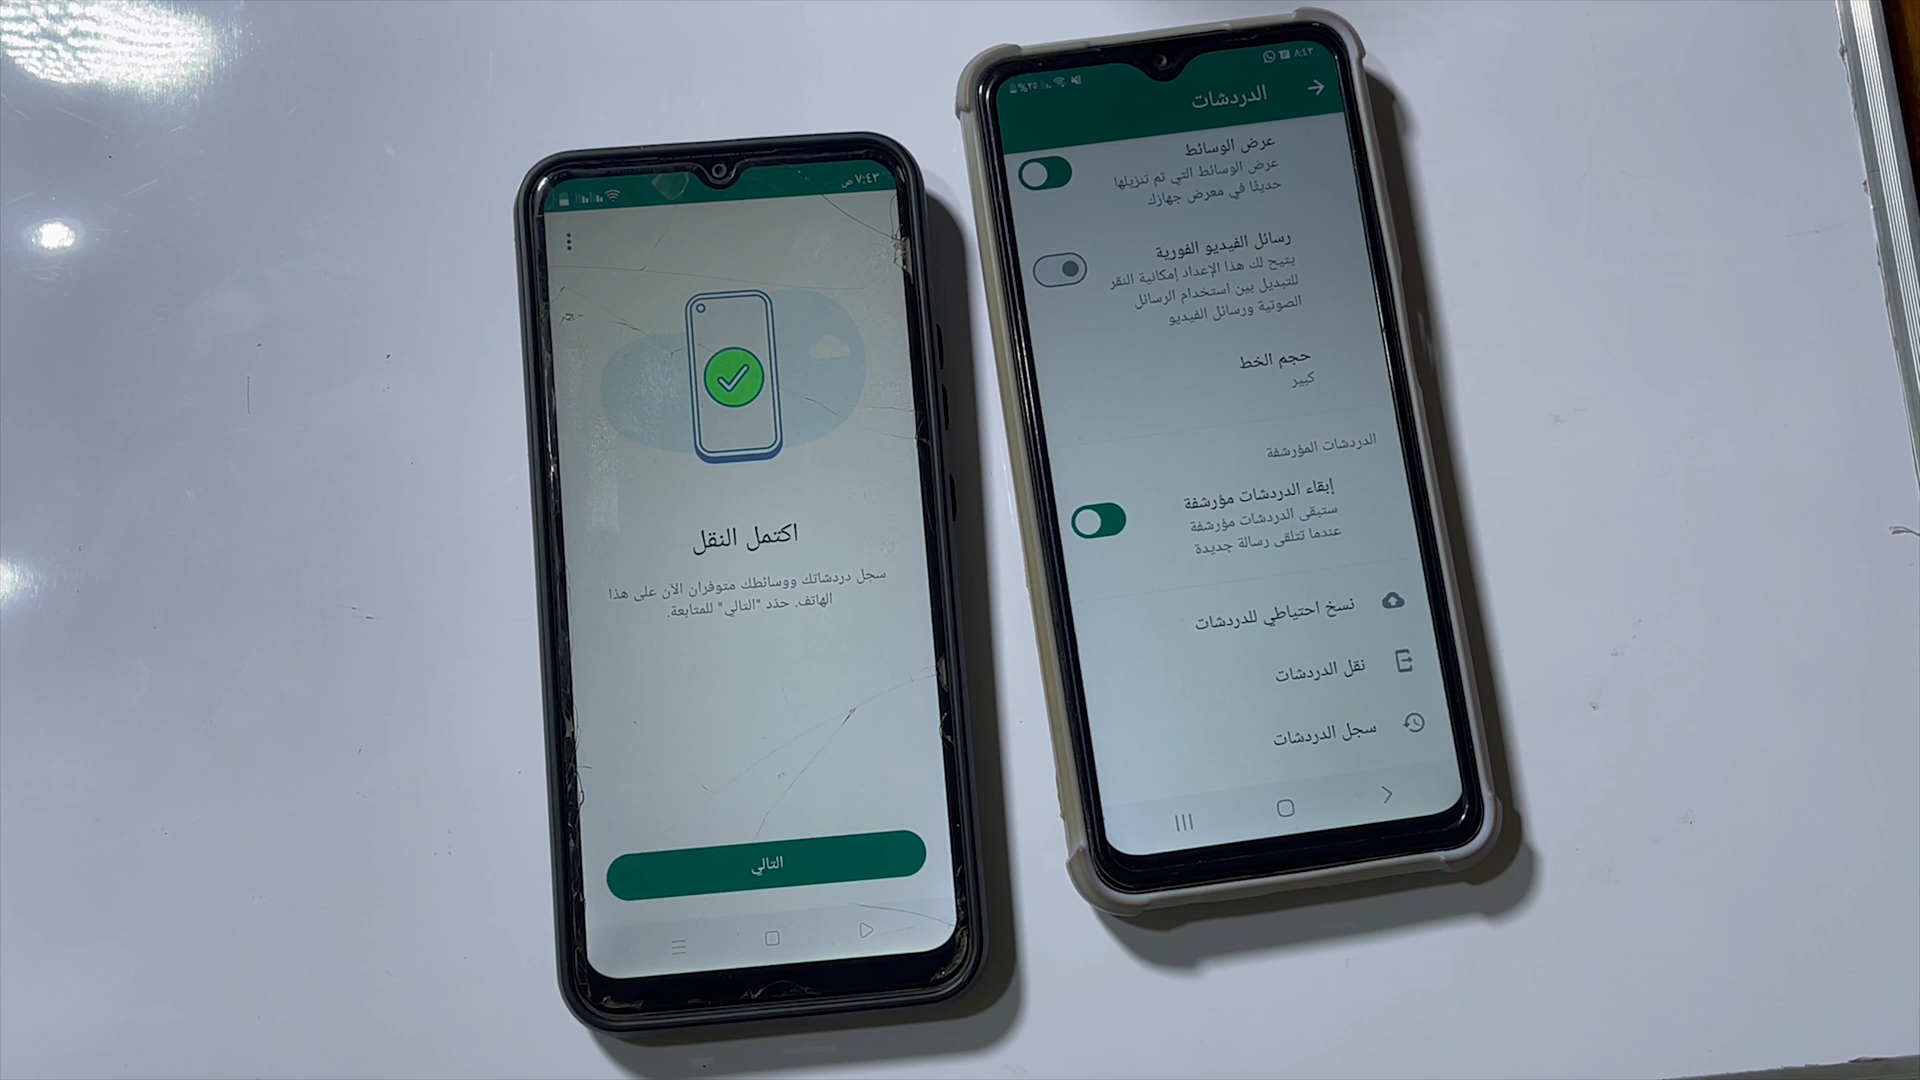 ٧:٤٣ ص
اكتمل النقل
سجل دردشاتك ووسائطك متوفران الآن على هذا
الهاتف. حدّد "التالي" للمتابعة.
التالي
٨:٤٣
٢٥%
الدردشات
عرض الوسائط
عرض الوسائط التي تم تنزيلها
حديثًا في معرض جهازك
رسائل الفيديو الفورية
يتيح لك هذا الإعداد إمكانية النقر
للتبديل بين استخدام الرسائل
الصوتية ورسائل الفيديو
حجم الخط
كبير
الدردشات المؤرشفة
إبقاء الدردشات مؤرشفة
ستبقى الدردشات مؤرشفة
عندما تتلقى رسالة جديدة
نسخ احتياطي للدردشات
نقل الدردشات
سجل الدردشات